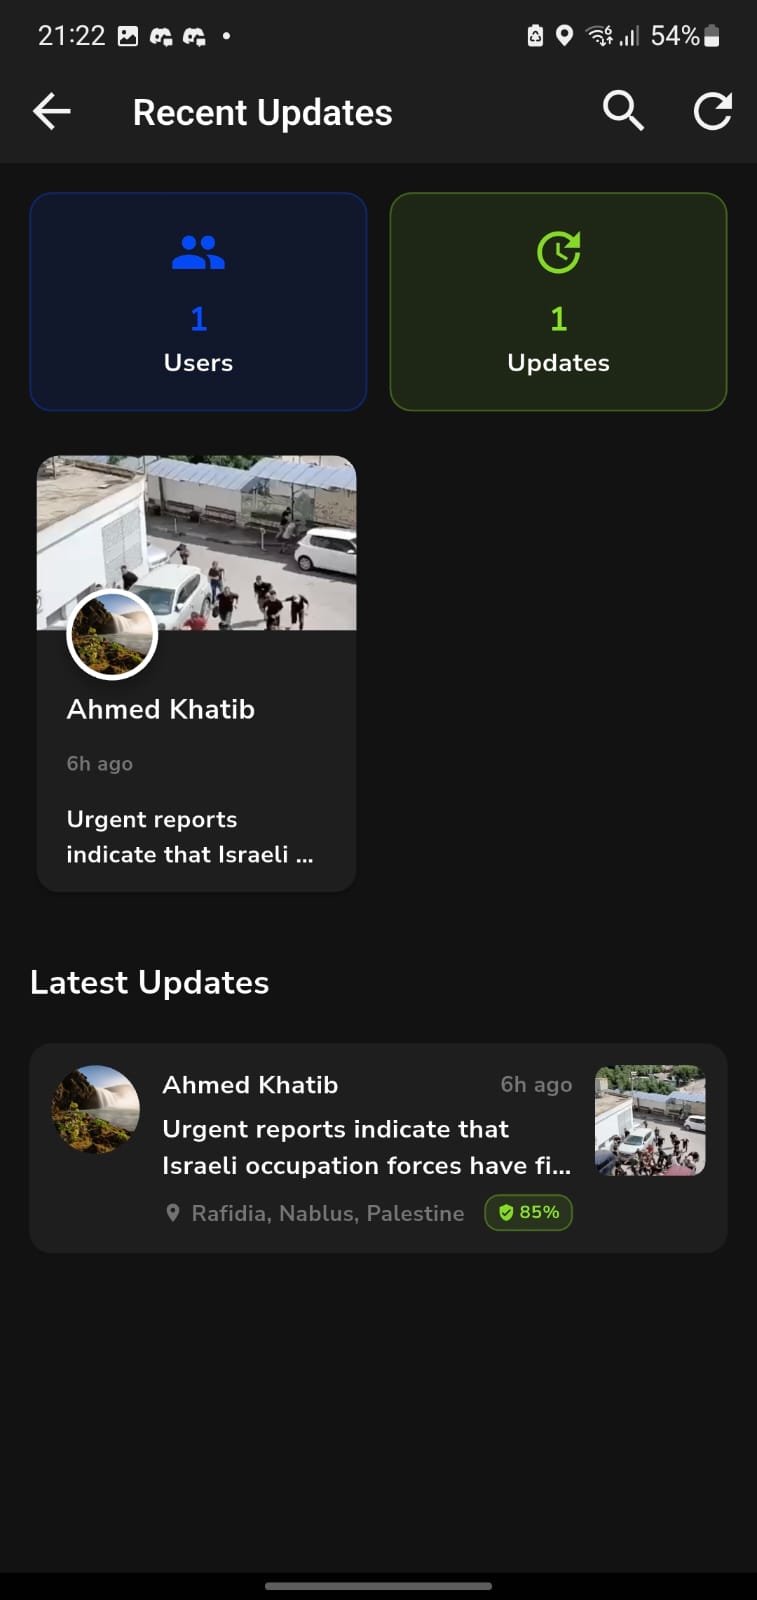 21:22
54%
Recent Updates
1
Users
1
Updates
Ahmed Khatib
6h ago
Urgent reports
indicate that Israeli ...
Latest Updates
Ahmed Khatib
6h ago
Urgent reports indicate that
Israeli occupation forces have fi...
Rafidia, Nablus, Palestine
85%